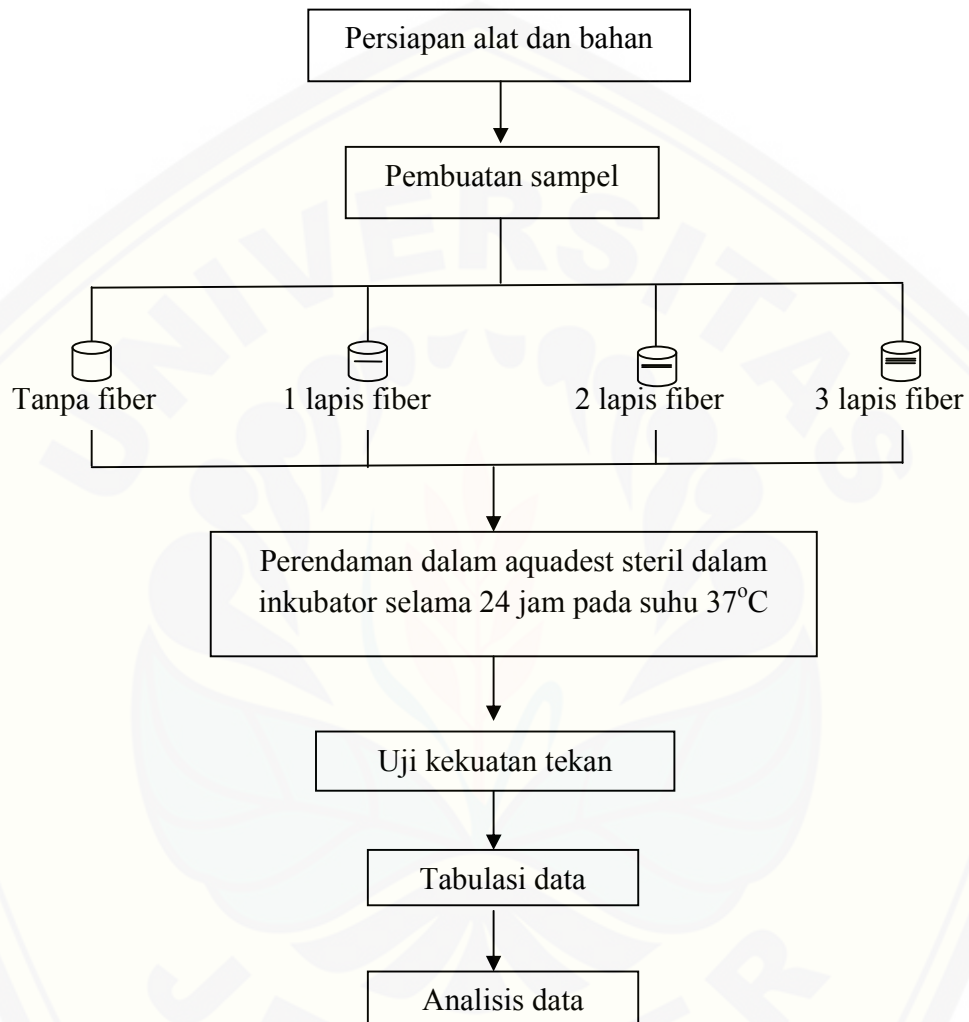 Persiapan alat dan bahan
Pembuatan sampel
Tanpa fiber
1 lapis fiber
2 lapis fiber
3 lapis fiber
Perendaman dalam aquadest steril dalam
inkubator selama 24 jam pada suhu 37°C
Uji kekuatan tekan
Tabulasi data
Analisis data
UNIVERSITAS